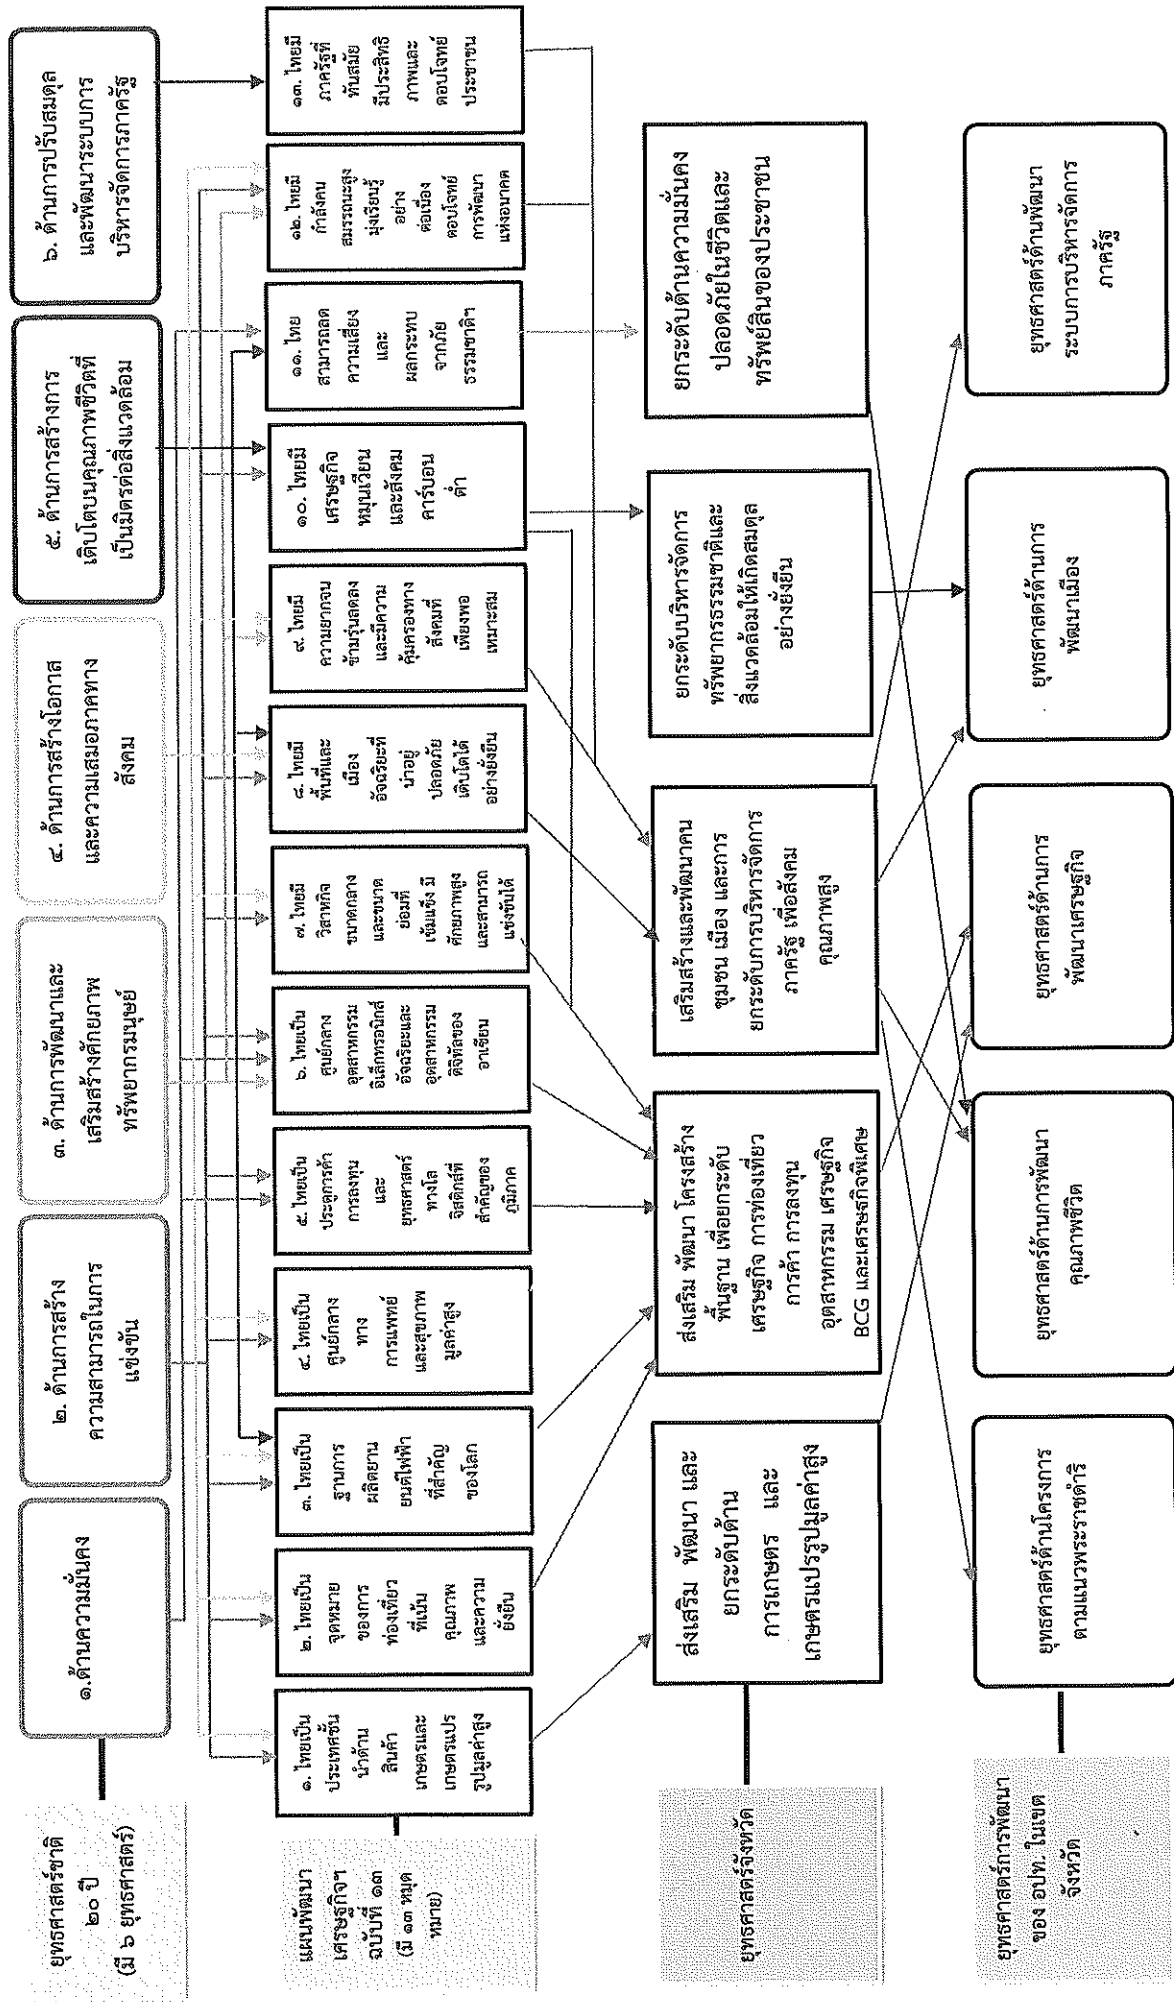 ยุทธศาสตร์ชาติ
๒๐ ปี
(มี ๖ ยุทธศาสตร์)
๑.ด้านความมั่นคง
๒. ด้านการสร้าง
ความสามารถในการ
แข่งขัน
๓. ด้านการพัฒนาและ
เสริมสร้างศักยภาพ
ทรัพยากรมนุษย์
๔. ด้านการสร้างโอกาส
และความเสมอภาคทาง
สังคม
๕. ด้านการสร้างการ
เติบโตบนคุณภาพชีวิตที่
เป็นมิตรต่อสิ่งแวดล้อม
๖. ด้านการปรับสมดุล
และพัฒนาระบบการ
บริหารจัดการภาครัฐ
แผนพัฒนา
เศรษฐกิจฯ
ฉบับที่ ๑๓
(มี ๑๓ หมุด
หมาย)
๑. ไทยเป็น
ประเทศชั้น
นำด้าน
สินค้า
เกษตรและ
เกษตรแปร
รูปมูลค่าสูง
๒. ไทยเป็น
จุดหมาย
ของการ
ท่องเที่ยว
ที่เน้น
คุณภาพ
และความ
ยั่งยืน
๓. ไทยเป็น
ฐานการ
ผลิตยาน
ยนต์ไฟฟ้า
ที่สำคัญ
ของโลก
๔. ไทยเป็น
ศูนย์กลาง
ทาง
การแพทย์
และสุขภาพ
มูลค่าสูง
๕. ไทยเป็น
ประตูการค้า
การลงทุน
และ
ยุทธศาสตร์
ทางโล
จิสติกส์ที่
สำคัญของ
ภูมิภาค
๖. ไทยเป็น
ศูนย์กลาง
อุตสาหกรรม
อิเล็กทรอนิกส์
อัจฉริยะและ
อุตสาหกรรม
ดิจิทัลของ
อาเซียน
๗. ไทยมี
วิสาหกิจ
ขนาดกลาง
และขนาด
ย่อมที่
เข้มแข็ง มี
ศักยภาพสูง
และสามารถ
แข่งขันได้
๘. ไทยมี
พื้นที่และ
เมือง
อัจฉริยะที่
น่าอยู่
ปลอดภัย
เติบโตได้
อย่างยั่งยืน
๙. ไทยมี
ความยากจน
ข้ามรุ่นลดลง
และมีความ
คุ้มครองทาง
สังคมที่
เพียงพอ
เหมาะสม
๑๐. ไทยมี
เศรษฐกิจ
หมุนเวียน
และสังคม
คาร์บอน
ต่ำ
๑๑. ไทย
สามารถลด
ความเสี่ยง
และ
ผลกระทบ
จากภัย
ธรรมชาติฯ
๑๒. ไทยมี
กำลังคน
สมรรถนะสูง
มุ่งเรียนรู้
อย่าง
ต่อเนื่อง
ตอบโจทย์
การพัฒนา
แห่งอนาคต
๑๓. ไทยมี
ภาครัฐที่
ทันสมัย
มีประสิทธิ
ภาพและ
ตอบโจทย์
ประชาชน
ยุทธศาสตร์จังหวัด
ส่งเสริม พัฒนา และ
ยกระดับด้าน
การเกษตร และ
เกษตรแปรรูปมูลค่าสูง
ส่งเสริม พัฒนา โครงสร้าง
พื้นฐาน เพื่อยกระดับ
เศรษฐกิจ การท่องเที่ยว
การค้า การลงทุน
อุตสาหกรรม เศรษฐกิจ
BCG และเศรษฐกิจพิเศษ
เสริมสร้างและพัฒนาคน
ชุมชน เมือง และการ
ยกระดับการบริหารจัดการ
ภาครัฐ เพื่อสังคม
คุณภาพสูง
ยกระดับบริหารจัดการ
ทรัพยากรธรรมชาติและ
สิ่งแวดล้อมให้เกิดสมดุล
อย่างยั่งยืน
ยกระดับด้านความมั่นคง
ปลอดภัยในชีวิตและ
ทรัพย์สินของประชาชน
ยุทธศาสตร์การพัฒนา
ของ อปท. ในเขต
จังหวัด
ยุทธศาสตร์ด้านโครงการ
ตามแนวพระราชดำริ
ยุทธศาสตร์ด้านการพัฒนา
คุณภาพชีวิต
ยุทธศาสตร์ด้านการ
พัฒนาเศรษฐกิจ
ยุทธศาสตร์ด้านการ
พัฒนาเมือง
ยุทธศาสตร์ด้านพัฒนา
ระบบการบริหารจัดการ
ภาครัฐ